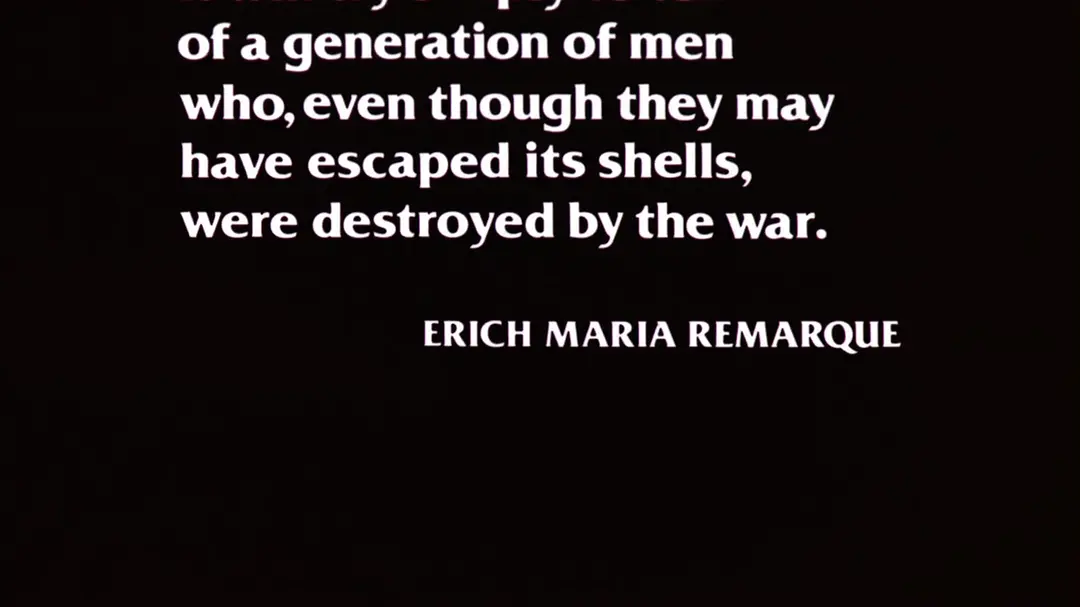 of a generation of men
who, even though they may
have escaped its shells,
were destroyed by the war.
ERICH MARIA REMARQUE